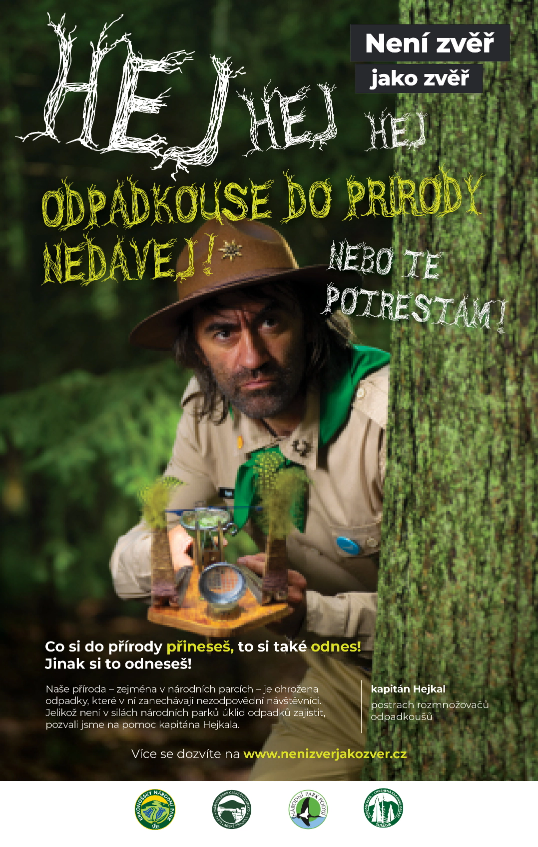 Není zvěř
jako zvěř
HEJ HEJ HEJ
ODPADKOUSE DO PŘÍRODY
NEDÁVEJ!
NEBO TĚ
POTRESTÁM!
Co si do přírody přineseš, to si také odnes!
Jinak si to odneseš!
Naše příroda – zejména v národních parcích – je ohrožena
odpadky, které v ní zanechávají nezodpovědní návštěvníci.
Jelikož není v silách národních parků úklid odpadků zajistit,
pozvali jsme na pomoc kapitána Hejkala.
kapitán Hejkal
postrach rozmnožovačů
odpadkoušů
Více se dozvíte na www.nenizverjakozver.cz